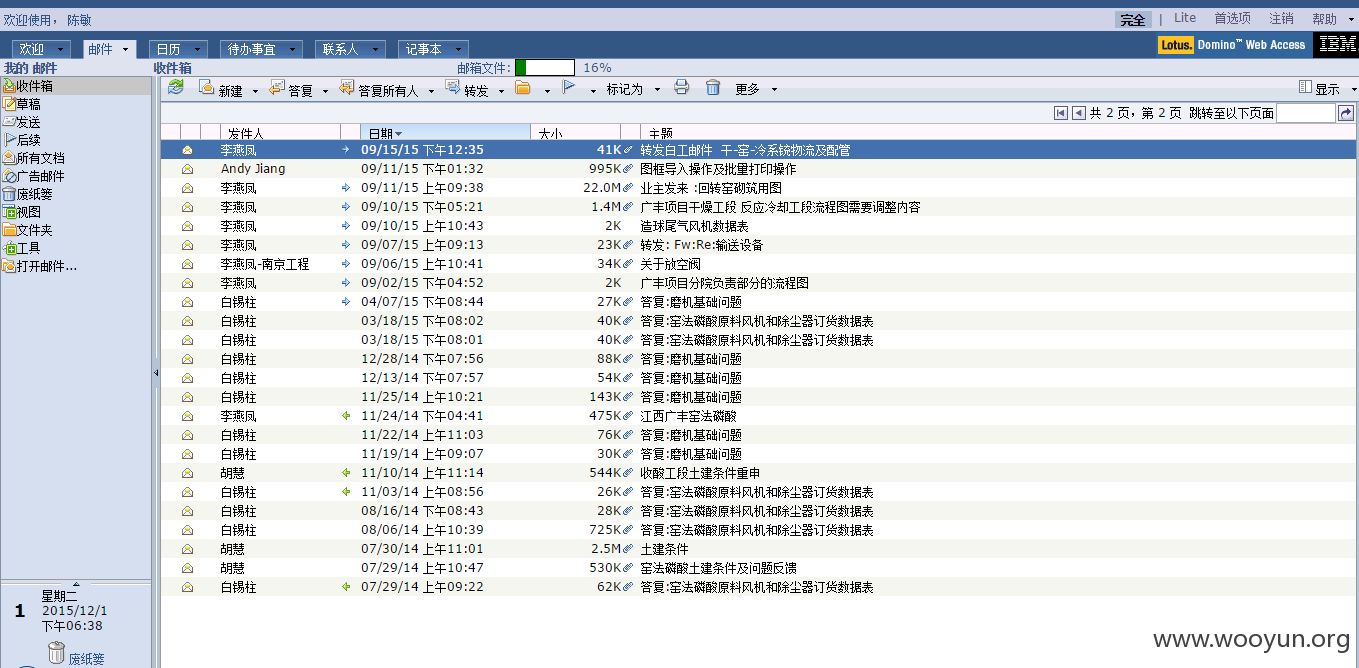 欢迎使用， 陈敏
完全 | Lite 首选项 注销 帮助
欢迎 邮件 日历 待办事宜 联系人 记事本 Lotus. Domino™ Web Access IBM
我的 邮件 收件箱 邮箱文件: 16%
收件箱 新建 答复 答复所有人 转发 标记为 更多 显示
草稿
发送 共 2 页，第 2 页 跳转至以下页面
后续 发件人 日期 大小 主题
所有文档
广告邮件
废纸篓
视图
文件夹
工具
打开邮件...
李燕凤 09/15/15 下午12:35 41K 转发白工邮件 干-窑-冷系统物流及配管
Andy Jiang 09/11/15 下午01:32 995K 图框导入操作及批量打印操作
李燕凤 09/11/15 上午09:38 22.0M 业主发来 :回转窑砌筑用图
李燕凤 09/10/15 下午05:21 1.4M 广丰项目干燥工段 反应冷却工段流程图需要调整内容
李燕凤 09/10/15 上午10:43 2K 造球尾气风机数据表
李燕凤 09/07/15 上午09:13 23K 转发: Fw:Re:输送设备
李燕凤-南京工程 09/06/15 上午10:41 34K 关于放空阀
李燕凤 09/02/15 下午04:52 2K 广丰项目分院负责部分的流程图
白锡柱 04/07/15 下午08:44 27K 答复:磨机基础问题
白锡柱 03/18/15 下午08:02 40K 答复:窑法磷酸原料风机和除尘器订货数据表
白锡柱 03/18/15 下午08:01 40K 答复:窑法磷酸原料风机和除尘器订货数据表
白锡柱 12/28/14 下午07:56 88K 答复:磨机基础问题
白锡柱 12/13/14 下午07:57 54K 答复:磨机基础问题
白锡柱 11/25/14 上午10:21 143K 答复:磨机基础问题
李燕凤 11/24/14 下午04:41 475K 江西广丰窑法磷酸
白锡柱 11/22/14 上午11:03 76K 答复:磨机基础问题
白锡柱 11/19/14 上午09:07 30K 答复:磨机基础问题
胡慧 11/10/14 上午11:14 544K 收酸工段土建条件重申
白锡柱 11/03/14 上午08:56 26K 答复:窑法磷酸原料风机和除尘器订货数据表
白锡柱 08/16/14 下午08:43 28K 答复:窑法磷酸原料风机和除尘器订货数据表
白锡柱 08/06/14 上午10:39 725K 答复:窑法磷酸原料风机和除尘器订货数据表
胡慧 07/30/14 上午11:01 2.5M 土建条件
胡慧 07/29/14 上午10:47 530K 窑法磷酸土建条件及问题反馈
白锡柱 07/29/14 上午09:22 62K 答复:窑法磷酸原料风机和除尘器订货数据表
星期二
1 2015/12/1
下午06:38
废纸篓
www.wooyun.org